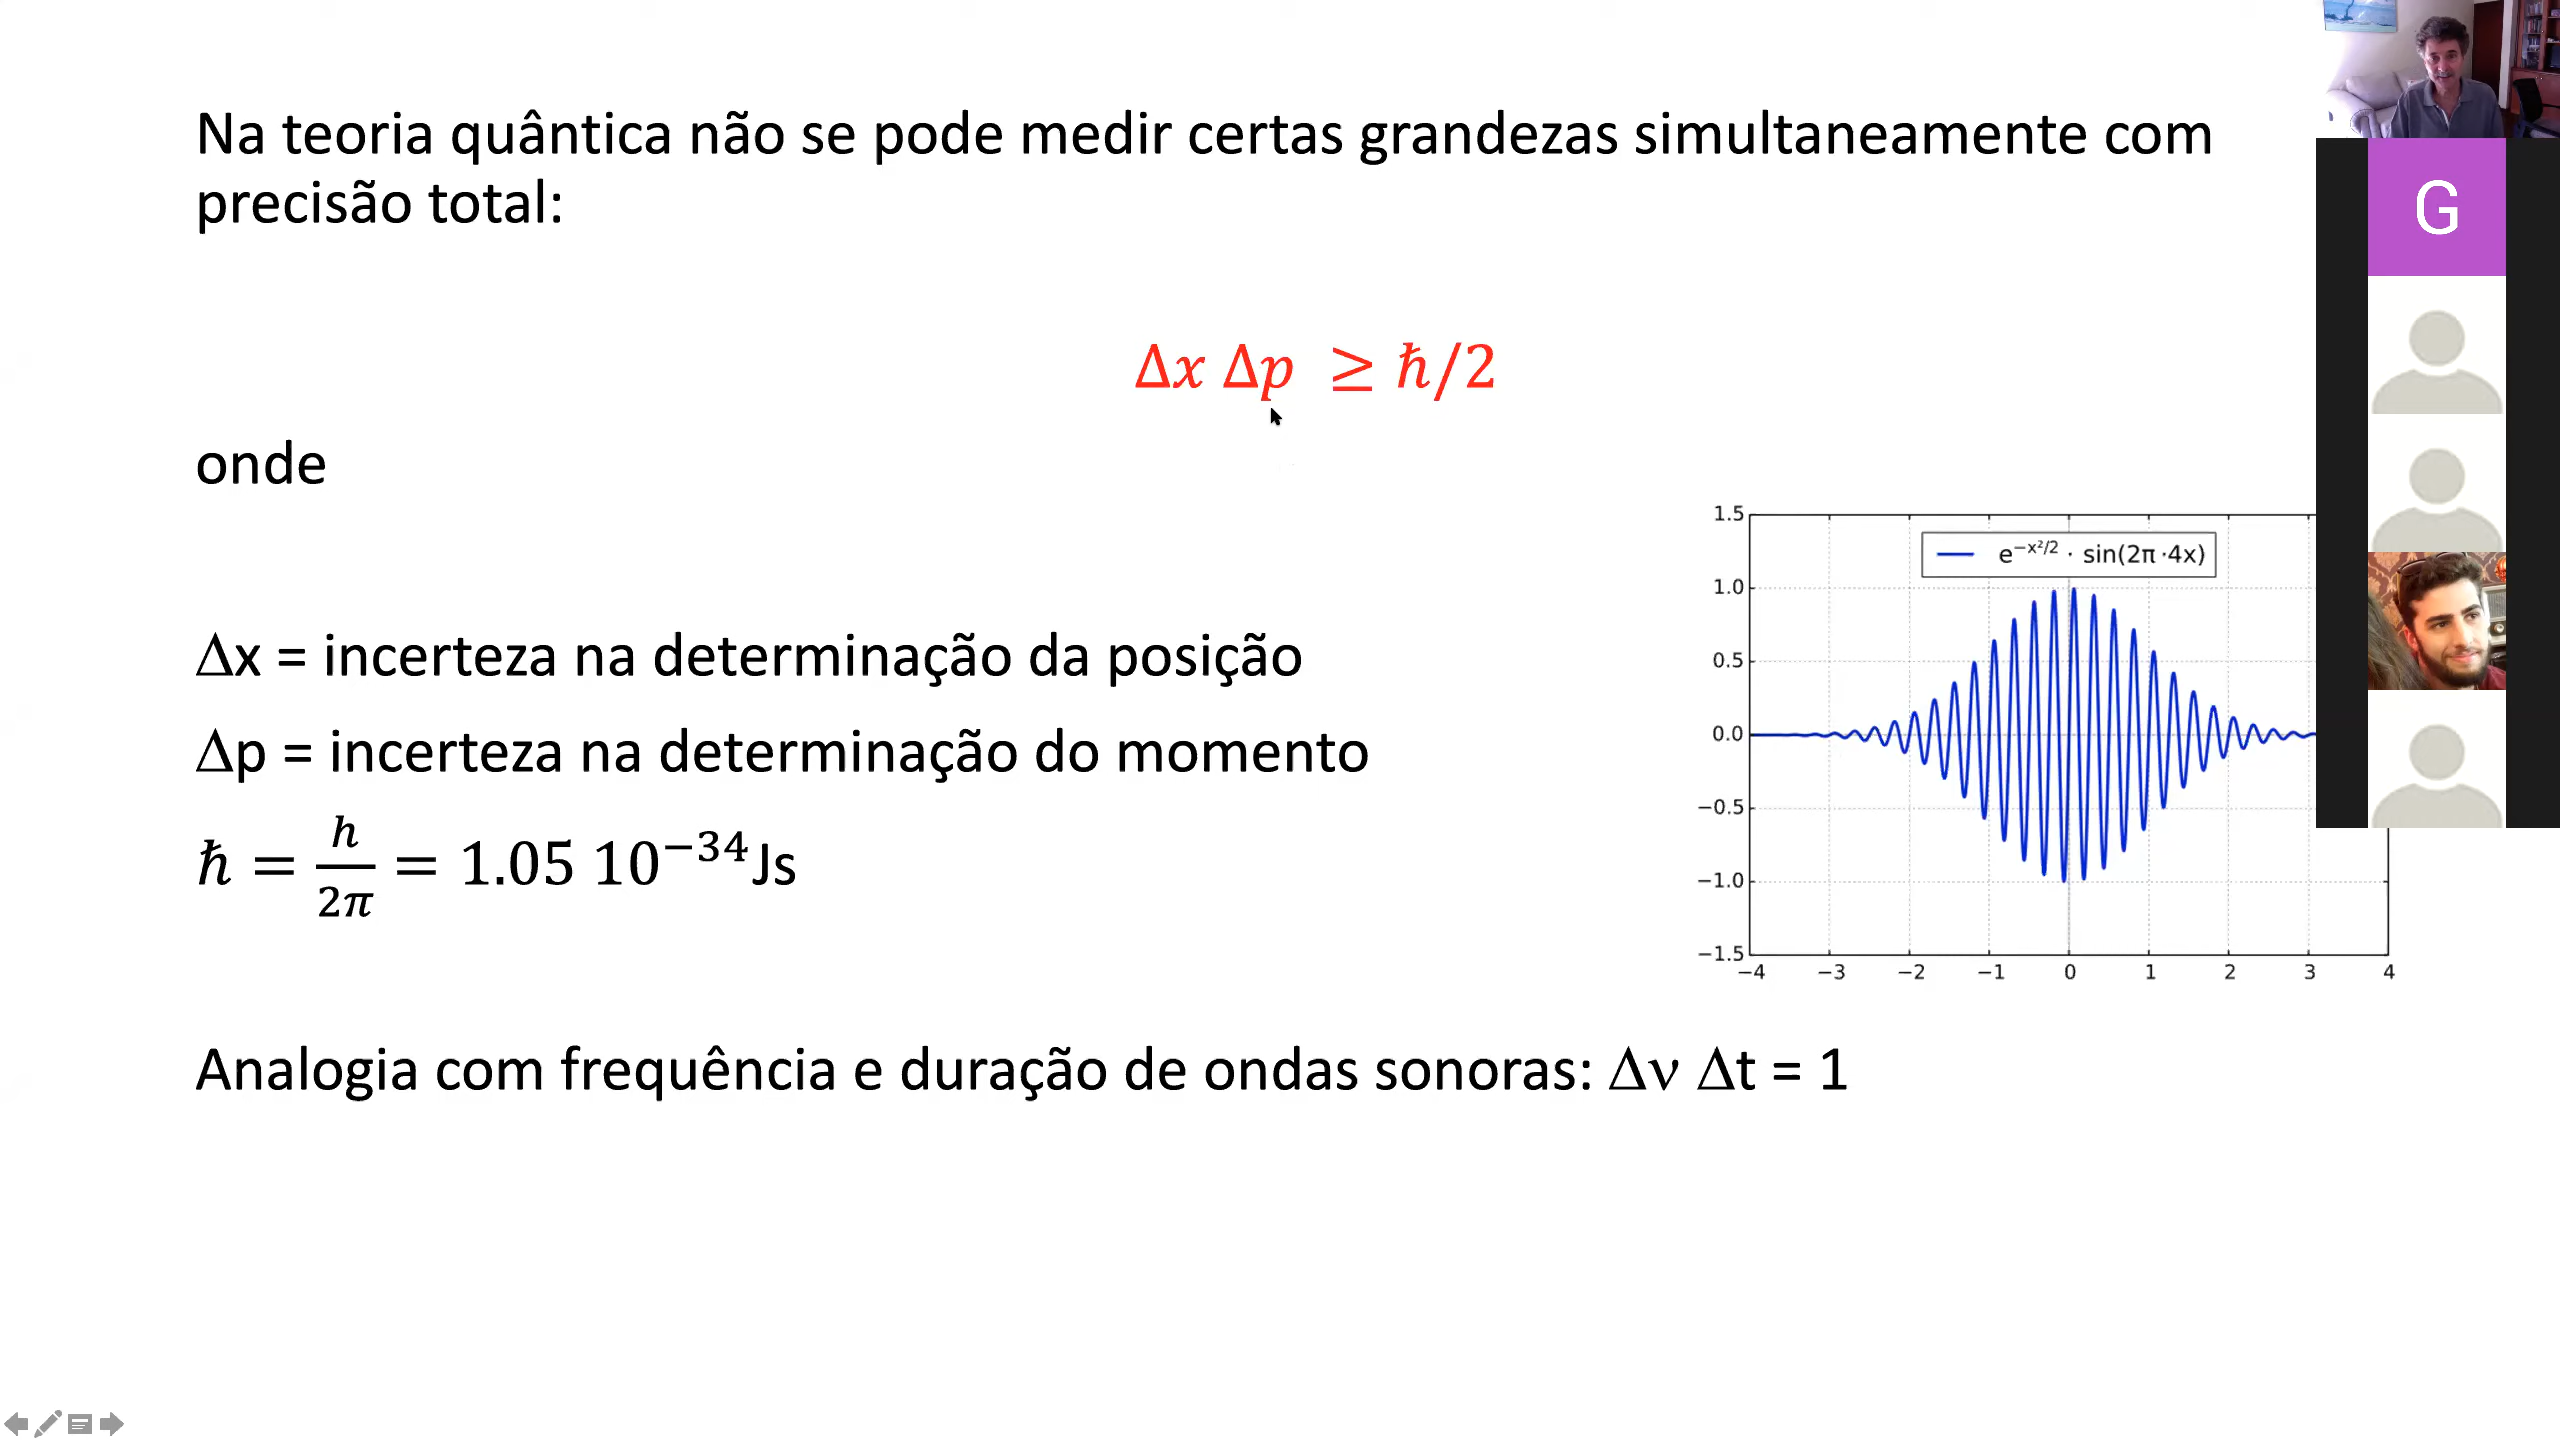 Na teoria quântica não se pode medir certas grandezas simultaneamente com
precisão total:
G
Δx Δp ≥ ℏ/2
onde
1.5
e^{−x²/2} · sin(2π·4x)
1.0
0.5
0.0
−0.5
−1.0
−1.5
−4 −3 −2 −1 0 1 2 3 4
Δx = incerteza na determinação da posição
Δp = incerteza na determinação do momento
ℏ = h/2π = 1.05 10⁻³⁴Js
Analogia com frequência e duração de ondas sonoras: Δν Δt = 1